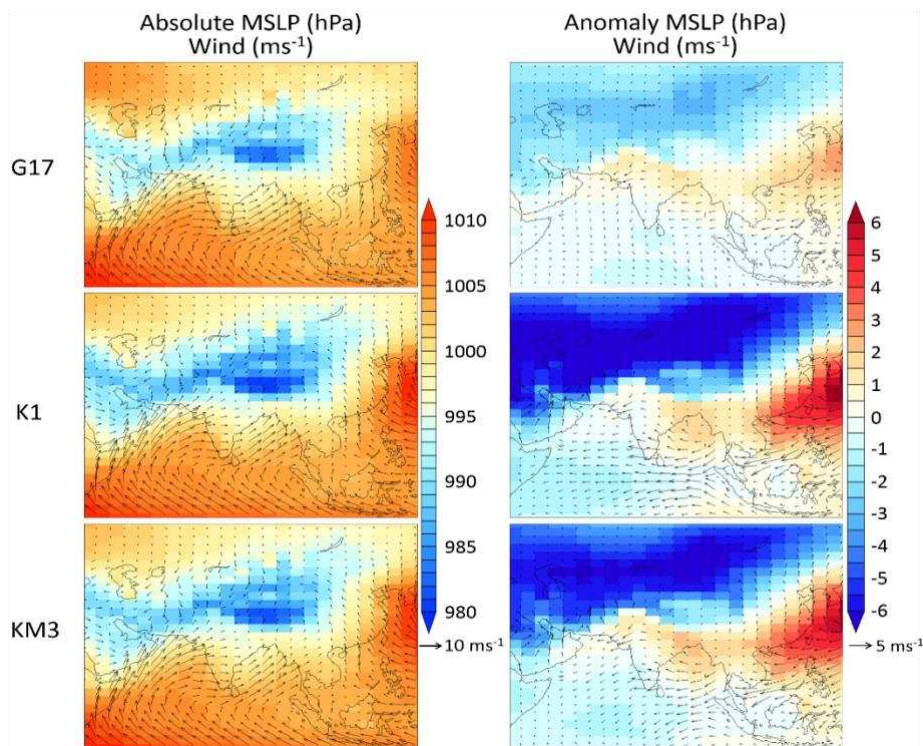 Absolute MSLP (hPa)
Wind (ms⁻¹)
Anomaly MSLP (hPa)
Wind (ms⁻¹)
G17
K1
KM3
1010
1005
1000
995
990
985
980
10 ms⁻¹
6
5
4
3
2
1
0
-1
-2
-3
-4
-5
-6
5 ms⁻¹